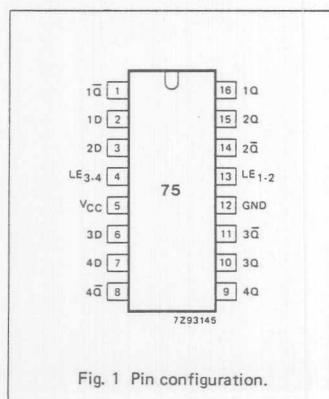 1Q̅ 1 16 1Q
1D 2 15 2Q
2D 3 14 2Q̅
LE3-4 4 13 LE1-2
VCC 5 75 12 GND
3D 6 11 3Q̅
4D 7 10 3Q
4Q̅ 8 9 4Q
7Z93145
Fig. 1 Pin configuration.